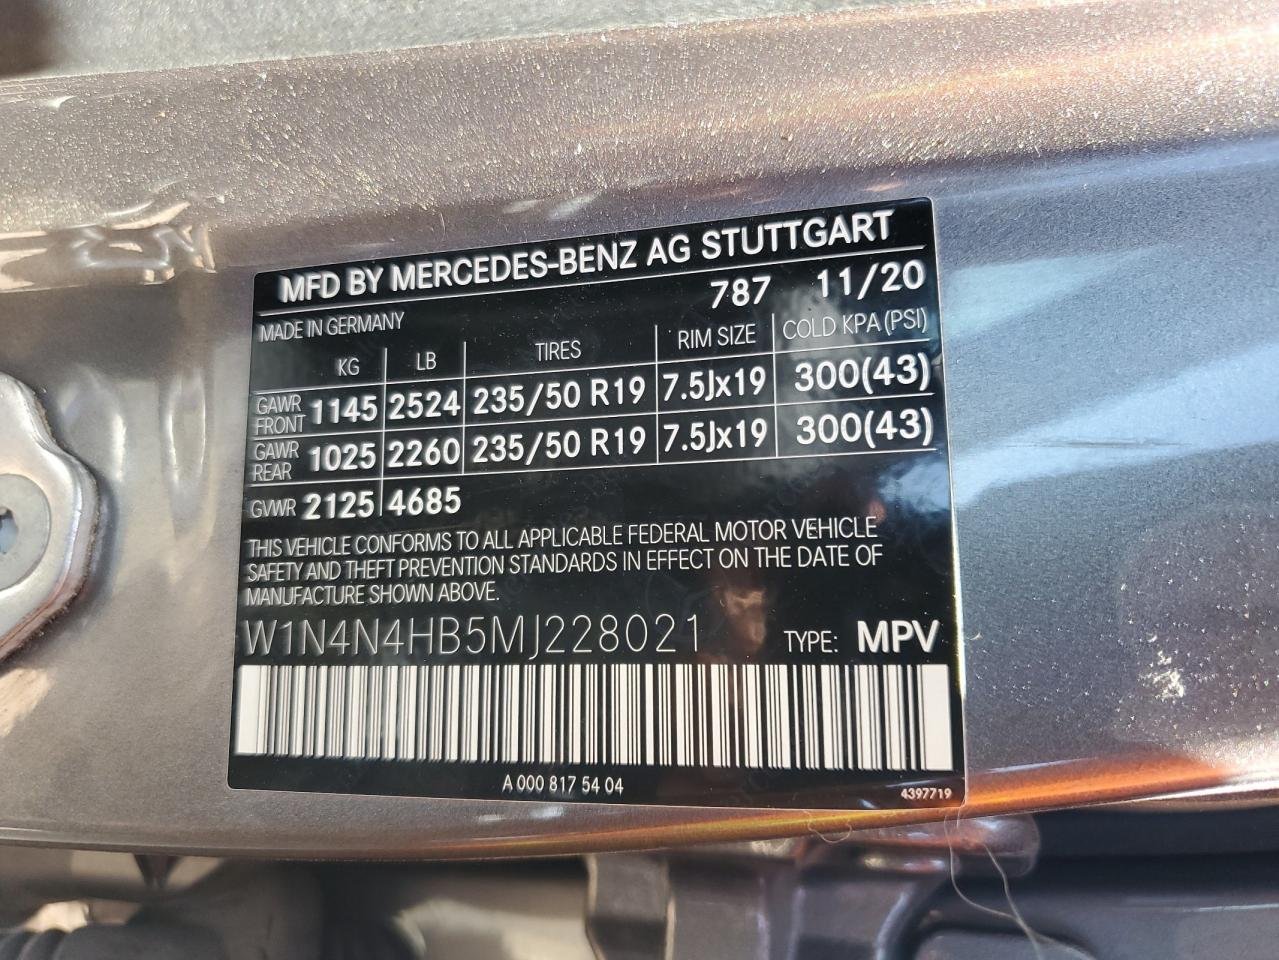 MFD BY MERCEDES-BENZ AG STUTTGART
787 11/20
MADE IN GERMANY
KG LB TIRES RIM SIZE COLD KPA (PSI)
GAWR FRONT 1145 2524 235/50 R19 7.5Jx19 300(43)
GAWR REAR 1025 2260 235/50 R19 7.5Jx19 300(43)
GVWR 2125 4685
THIS VEHICLE CONFORMS TO ALL APPLICABLE FEDERAL MOTOR VEHICLE
SAFETY AND THEFT PREVENTION STANDARDS IN EFFECT ON THE DATE OF
MANUFACTURE SHOWN ABOVE.
W1N4N4HB5MJ228021 TYPE: MPV
A 000 817 54 04
4397719